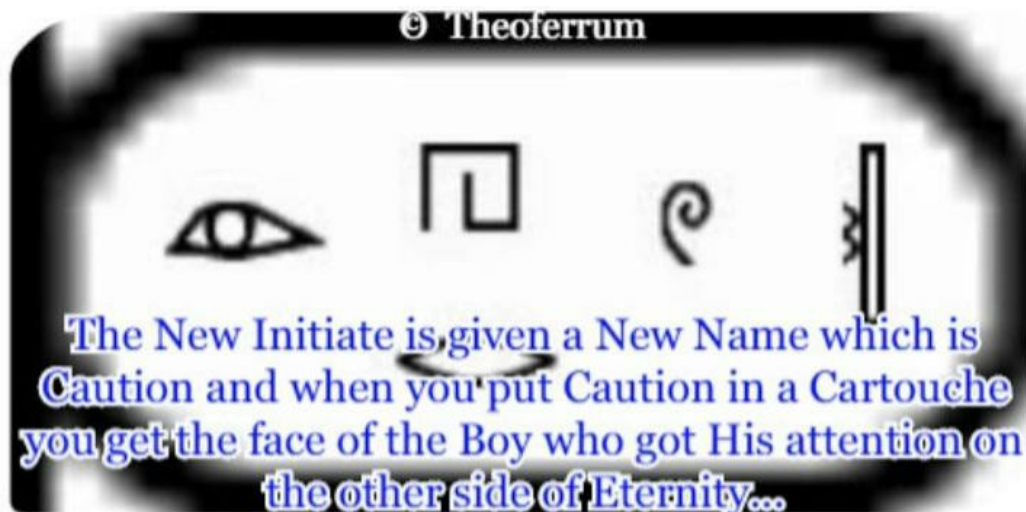 © Theoferrum
The New Initiate is given a New Name which is
Caution and when you put Caution in a Cartouche
you get the face of the Boy who got His attention on
the other side of Eternity...